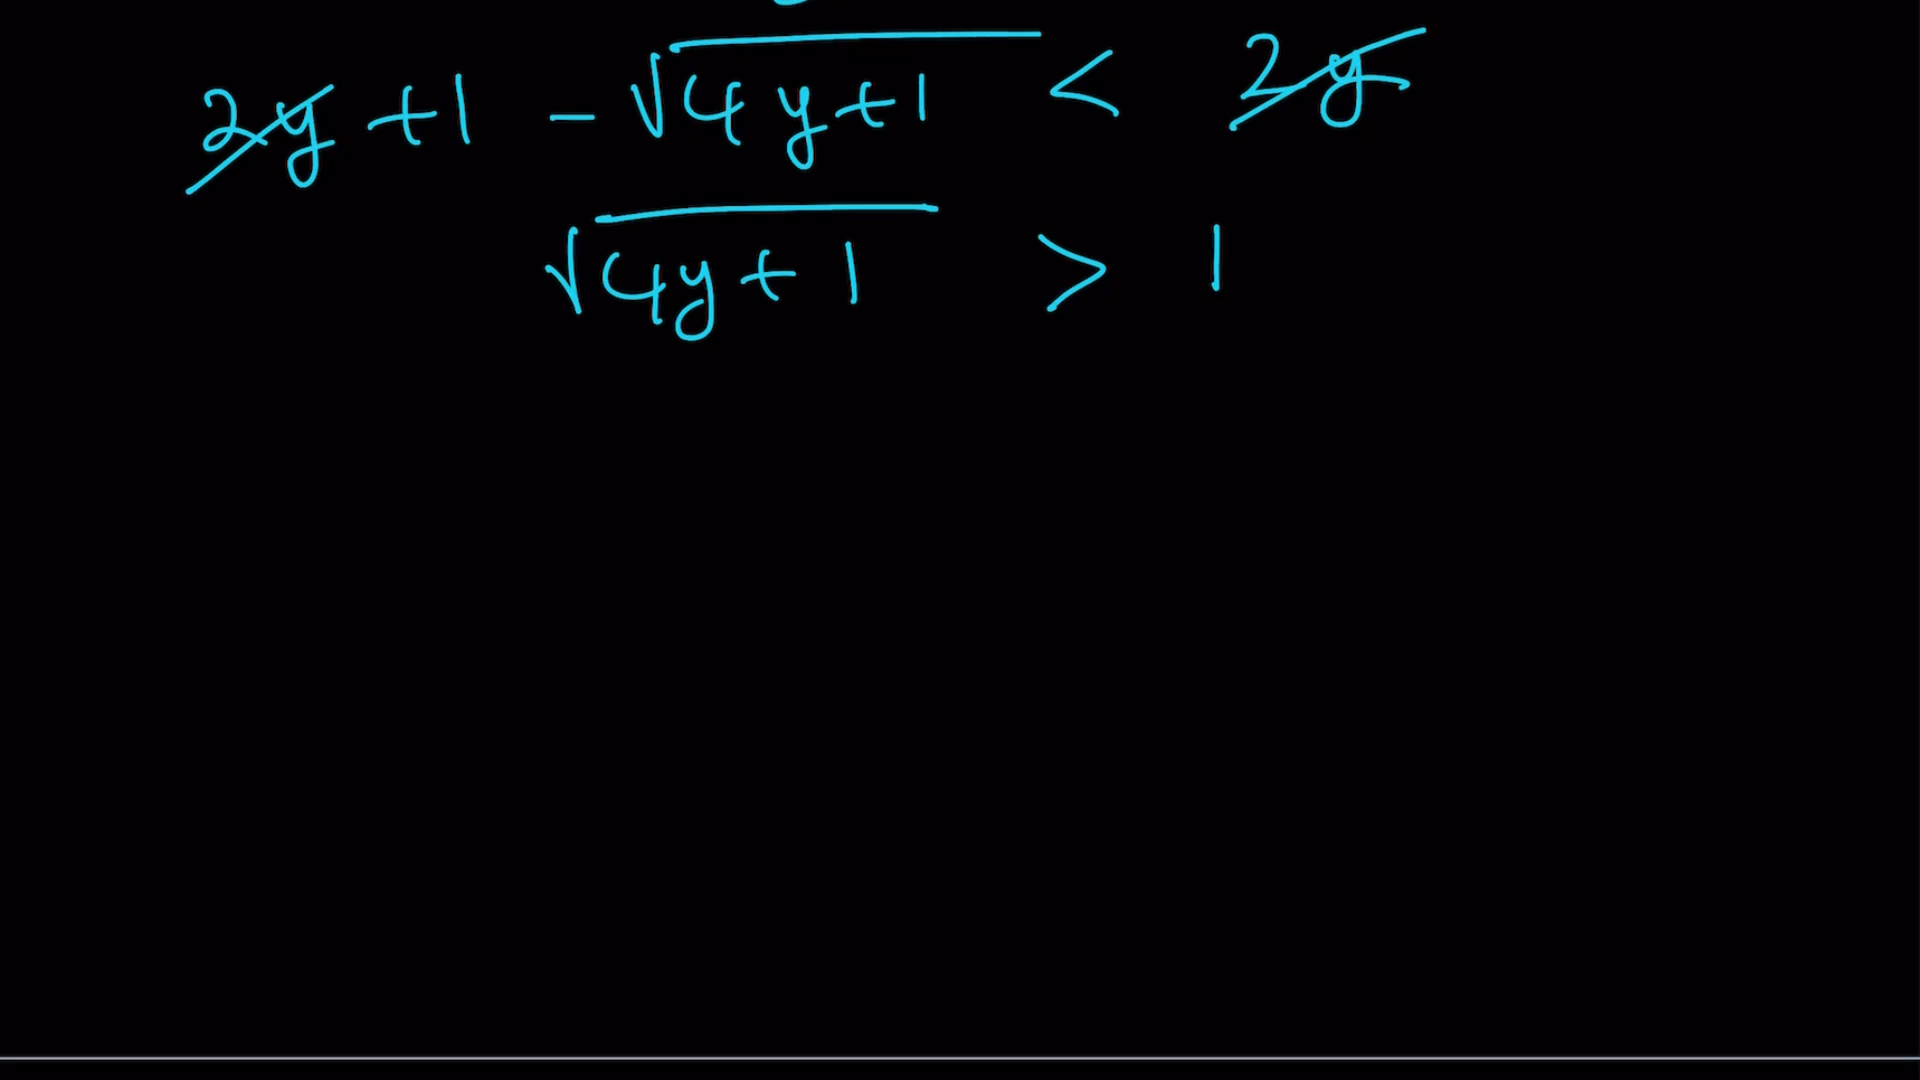 2y + 1 - √(4y+1) < 2y
√(4y+1) > 1